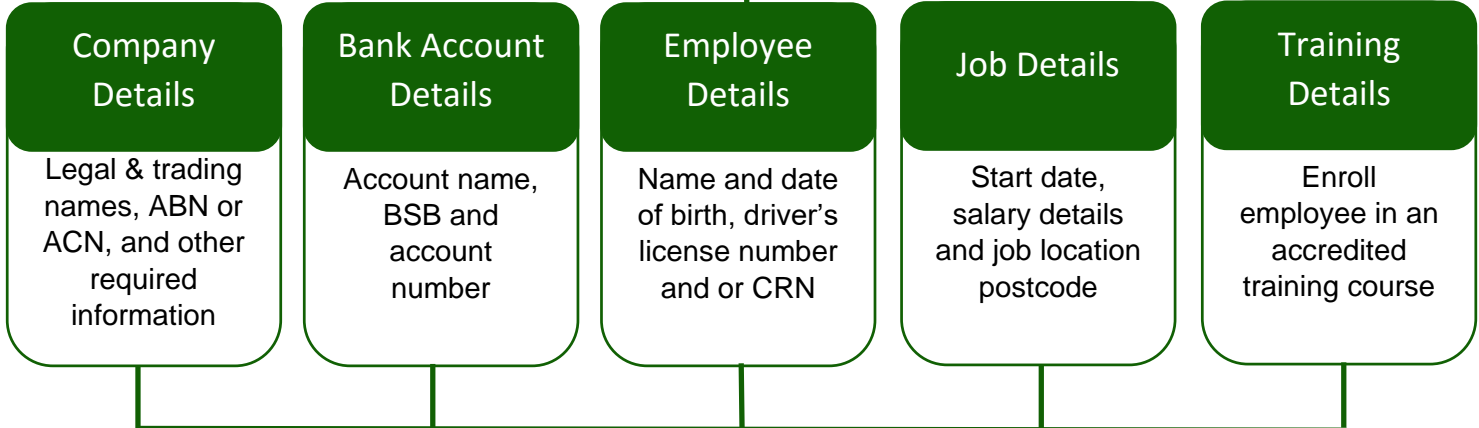 Company
Details
Legal & trading
names, ABN or
ACN, and other
required
information
Bank Account
Details
Account name,
BSB and
account
number
Employee
Details
Name and date
of birth, driver’s
license number
and or CRN
Job Details
Start date,
salary details
and job location
postcode
Training
Details
Enroll
employee in an
accredited
training course